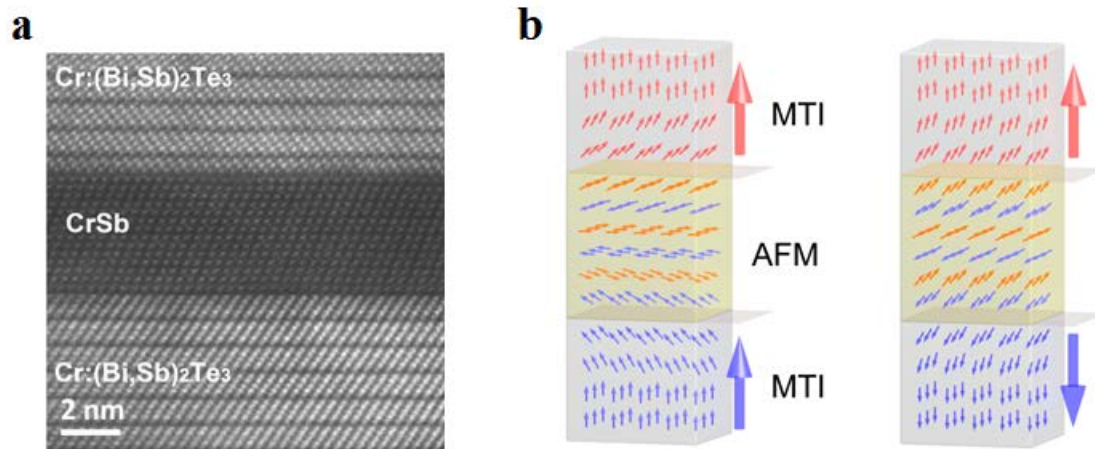 a
b
Cr:(Bi,Sb)₂Te₃
CrSb
Cr:(Bi,Sb)₂Te₃
2 nm
MTI
AFM
MTI